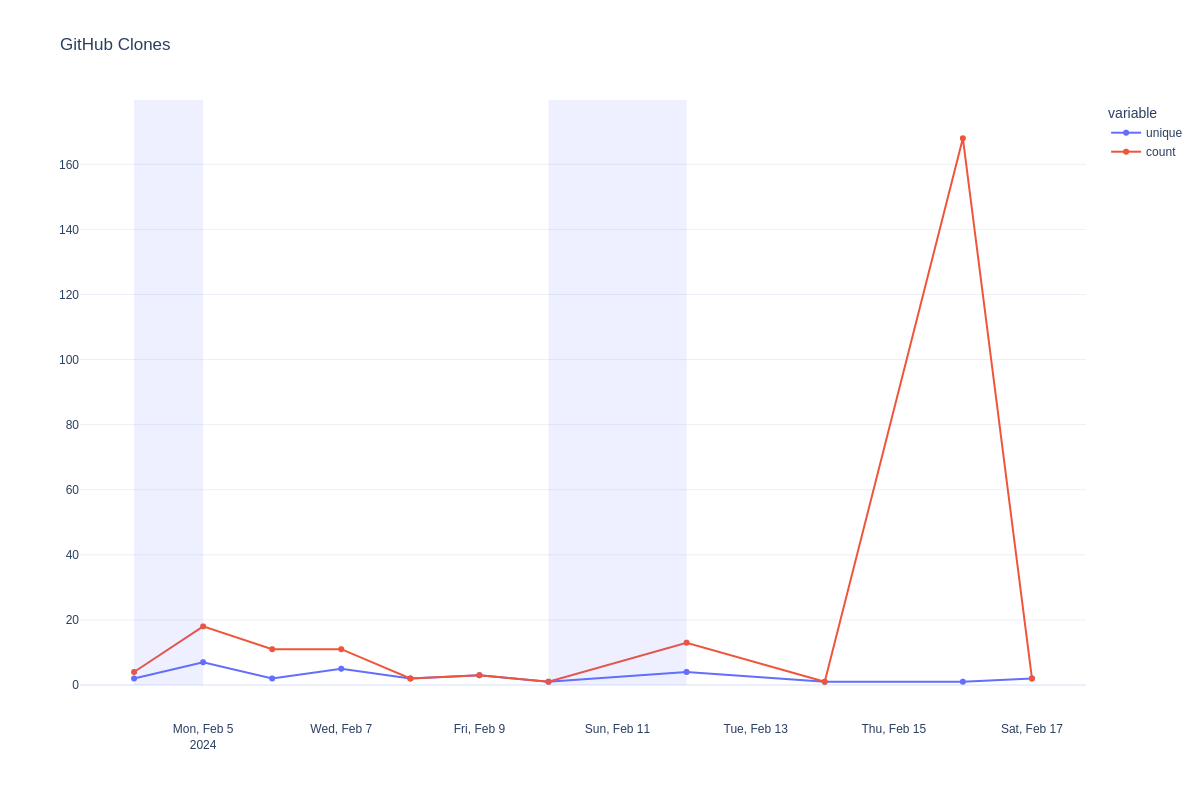 GitHub Clones
variable
unique
count
160
140
120
100
80
60
40
20
0
Mon, Feb 5
2024
Wed, Feb 7
Fri, Feb 9
Sun, Feb 11
Tue, Feb 13
Thu, Feb 15
Sat, Feb 17